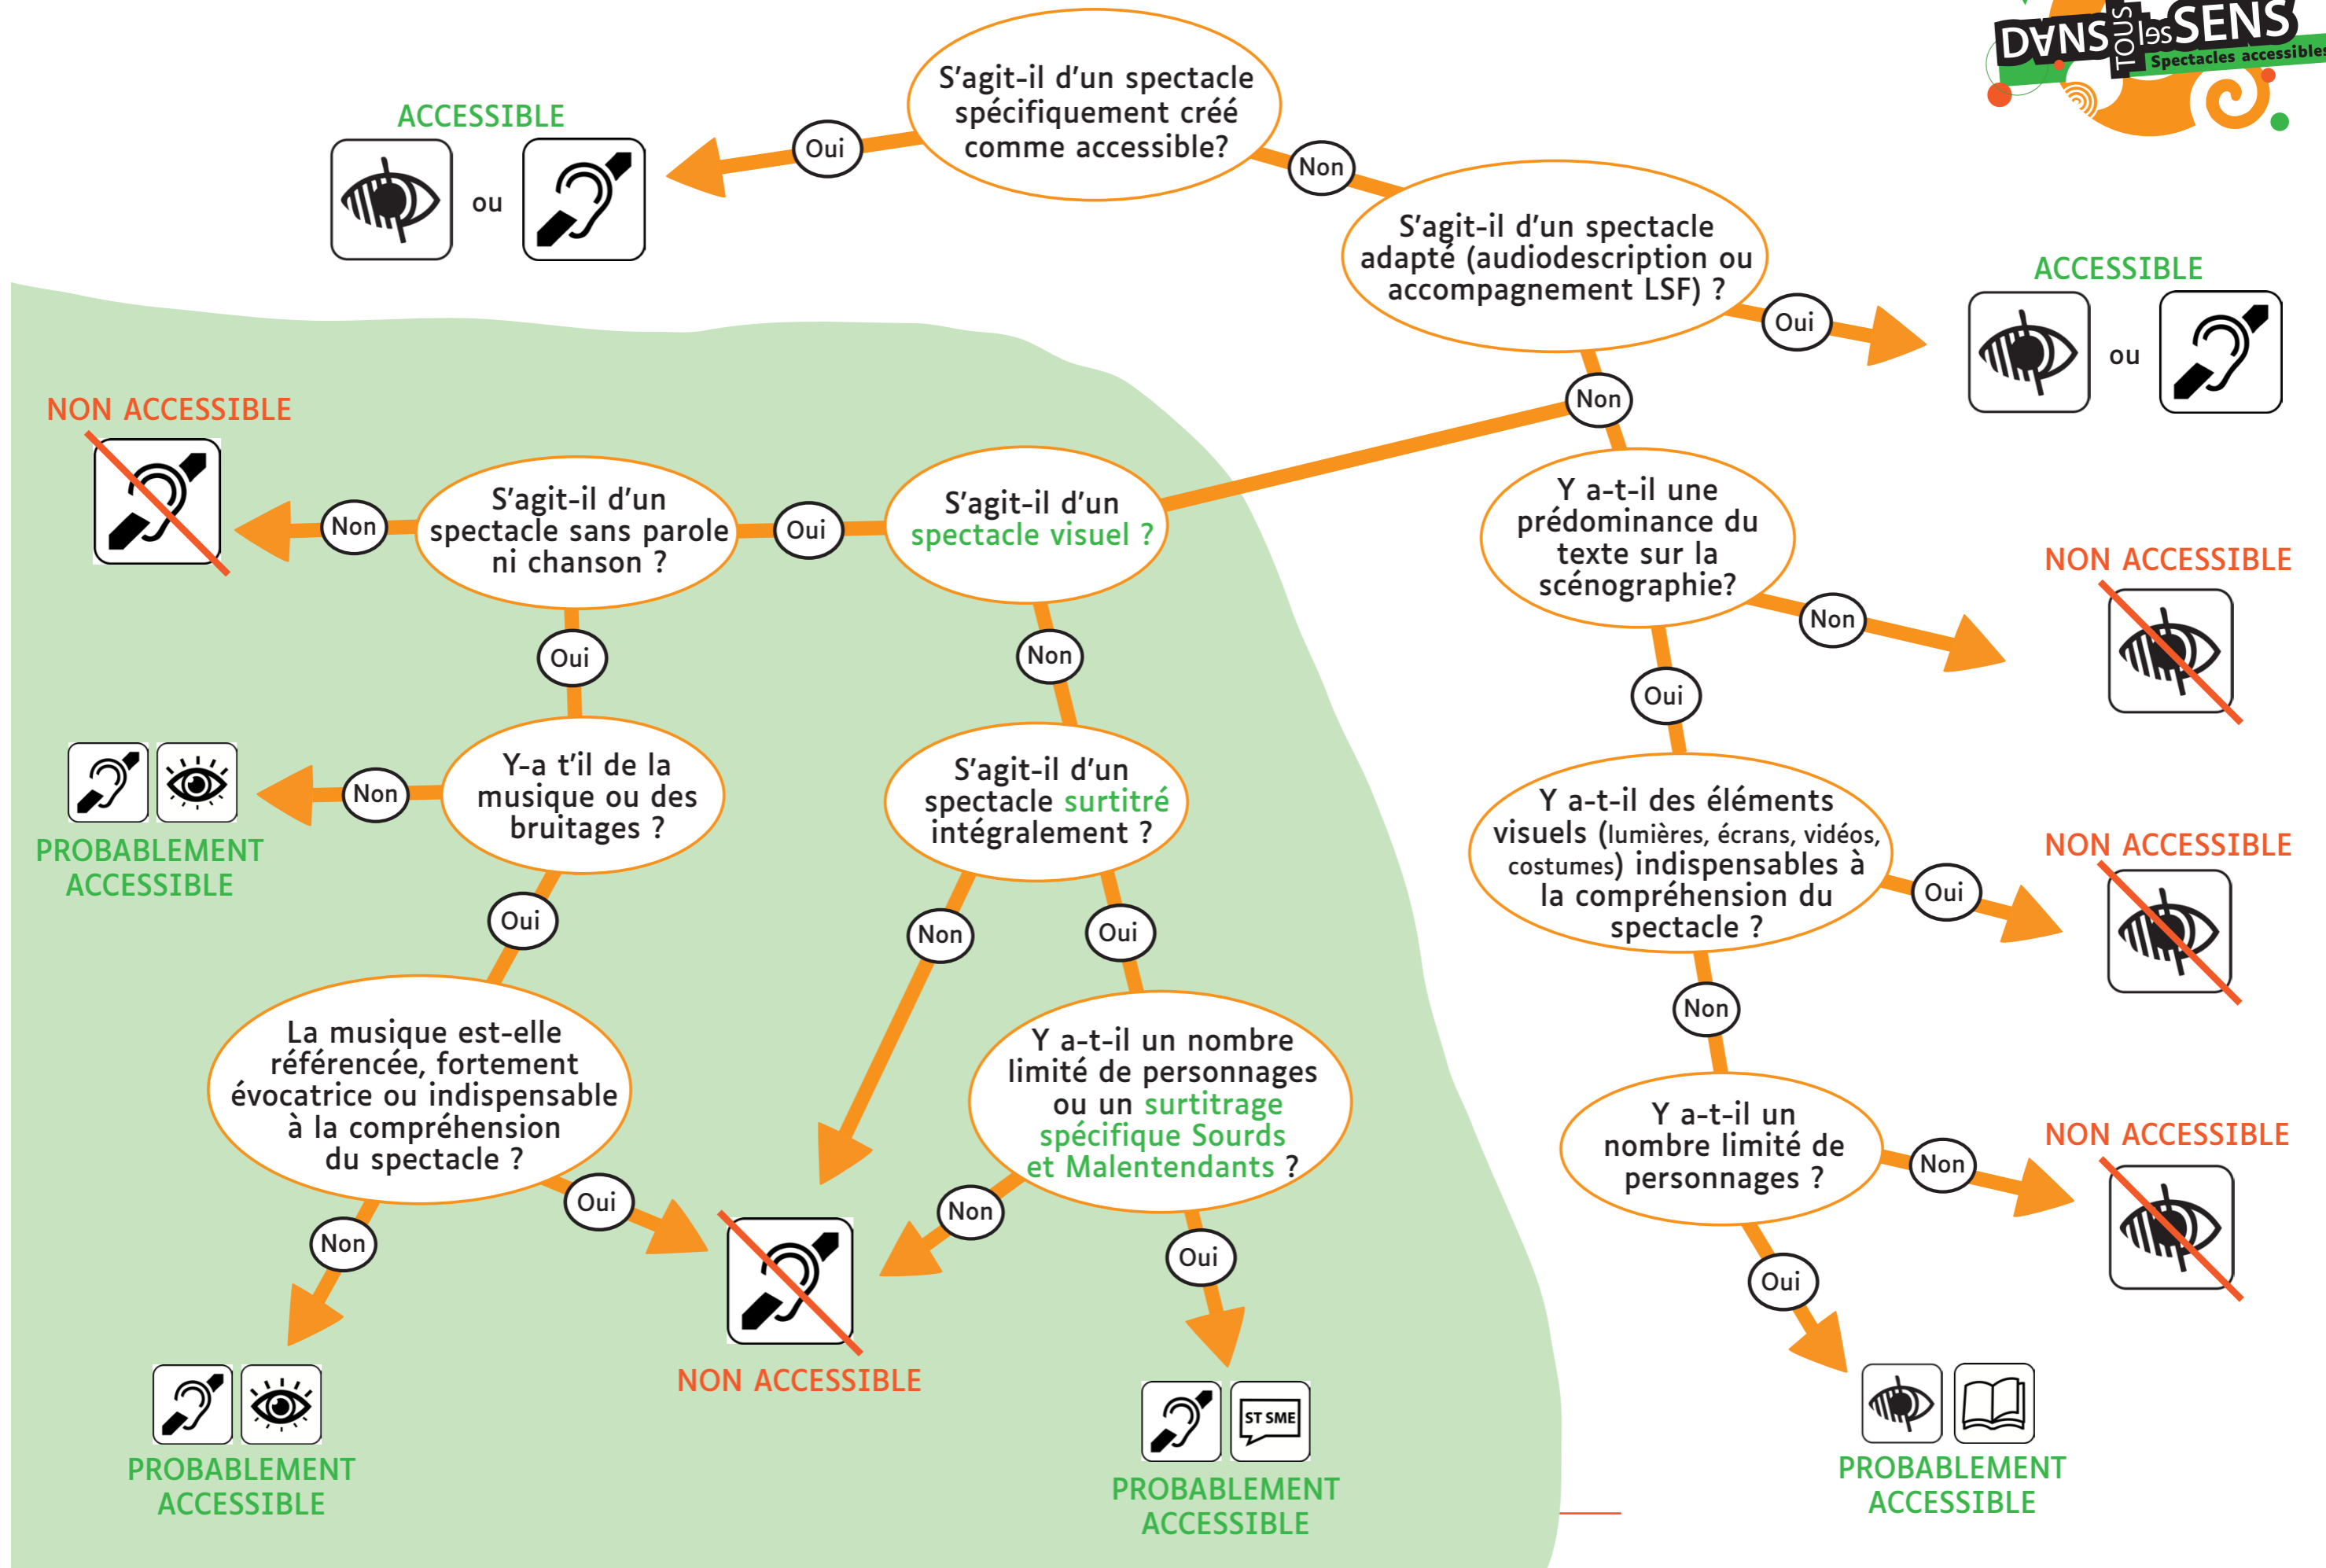 DANS TOUS les SENS
Spectacles accessibles
S'agit-il d'un spectacle
spécifiquement créé
comme accessible?
Oui
Non
ACCESSIBLE
ou
S'agit-il d'un spectacle
adapté (audiodescription ou
accompagnement LSF) ?
Oui
Non
ACCESSIBLE
ou
S'agit-il d'un
spectacle visuel ?
Oui
Non
S'agit-il d'un
spectacle sans parole
ni chanson ?
Non
Oui
NON ACCESSIBLE
Y-a t'il de la
musique ou des
bruitages ?
Non
Oui
PROBABLEMENT
ACCESSIBLE
La musique est-elle
référencée, fortement
évocatrice ou indispensable
à la compréhension
du spectacle ?
Non
Oui
PROBABLEMENT
ACCESSIBLE
S'agit-il d'un
spectacle surtitré
intégralement ?
Non
Oui
Y a-t-il un nombre
limité de personnages
ou un surtitrage
spécifique Sourds
et Malentendants ?
Non
Oui
NON ACCESSIBLE
ST SME
PROBABLEMENT
ACCESSIBLE
Y a-t-il une
prédominance du
texte sur la
scénographie?
Non
Oui
NON ACCESSIBLE
Y a-t-il des éléments
visuels (lumières, écrans, vidéos,
costumes) indispensables à
la compréhension du
spectacle ?
Oui
Non
NON ACCESSIBLE
Y a-t-il un
nombre limité de
personnages ?
Non
Oui
NON ACCESSIBLE
PROBABLEMENT
ACCESSIBLE